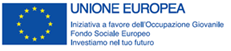 UNIONE EUROPEA
Iniziativa a favore dell'Occupazione Giovanile
Fondo Sociale Europeo
Investiamo nel tuo futuro